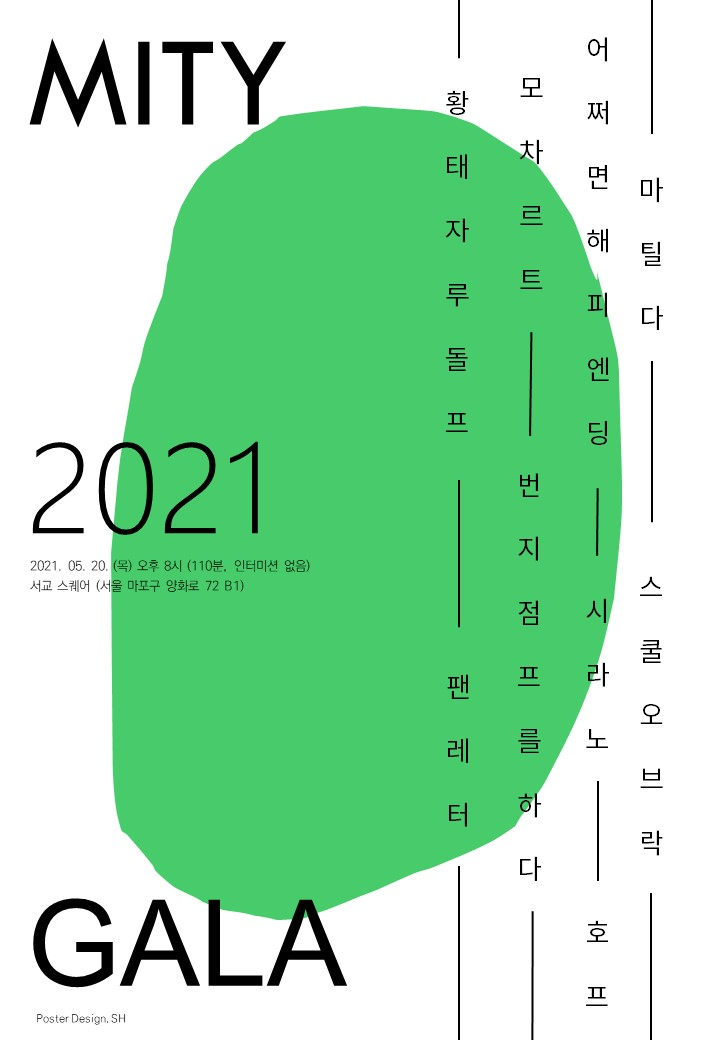 MITY
2021
2021. 05. 20. (목) 오후 8시 (110분, 인터미션 없음)
서교 스퀘어 (서울 마포구 양화로 72 B1)
GALA
Poster Design. SH
황태자루돌프
팬레터
모차르트
번지점프를하다
어쩌면해피엔딩
시라노
호프
마틸다
스쿨오브락